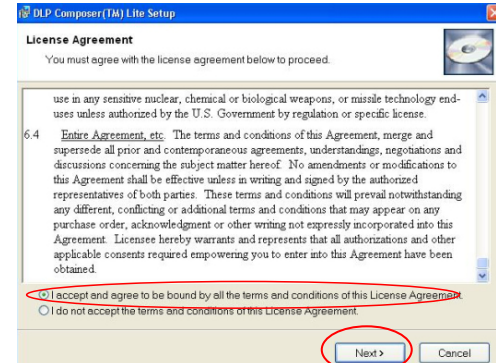 DLP Composer(TM) Lite Setup
License Agreement
You must agree with the license agreement below to proceed.
use in any sensitive nuclear, chemical or biological weapons, or missile technology end-
uses unless authorized by the U.S. Government by regulation or specific license.
6.4 Entire Agreement, etc. The terms and conditions of this Agreement, merge and
supersede all prior and contemporaneous agreements, understandings, negotiations and
discussions concerning the subject matter hereof. No amendments or modifications to
this Agreement shall be effective unless in writing and signed by the authorized
representatives of both parties. These terms and conditions will prevail notwithstanding
any different, conflicting or additional terms and conditions that may appear on any
purchase order, acknowledgment or other writing not expressly incorporated into this
Agreement. Licensee hereby warrants and represents that all authorizations and other
applicable consents required empowering you to enter into this Agreement have been
obtained.
I accept and agree to be bound by all the terms and conditions of this License Agreement.
I do not accept the terms and conditions of this License Agreement.
Next >
Cancel